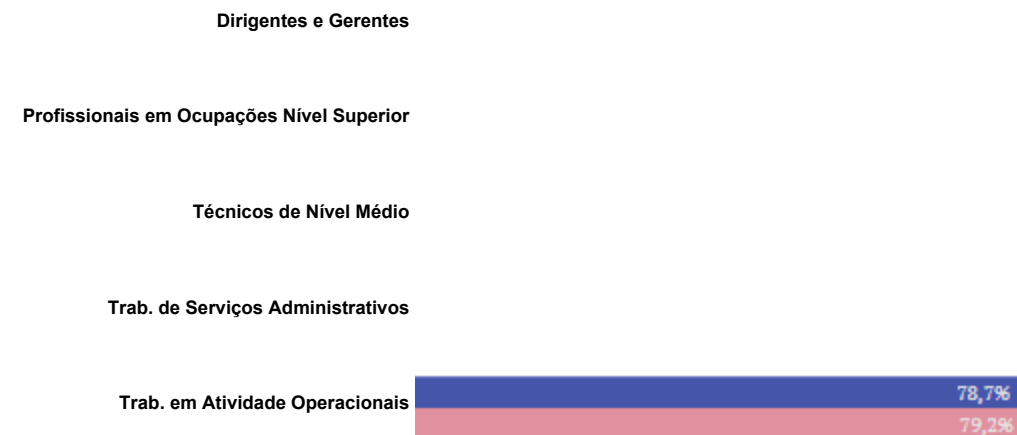 Dirigentes e Gerentes
Profissionais em Ocupações Nível Superior
Técnicos de Nível Médio
Trab. de Serviços Administrativos
Trab. em Atividade Operacionais
78,7%
79,2%